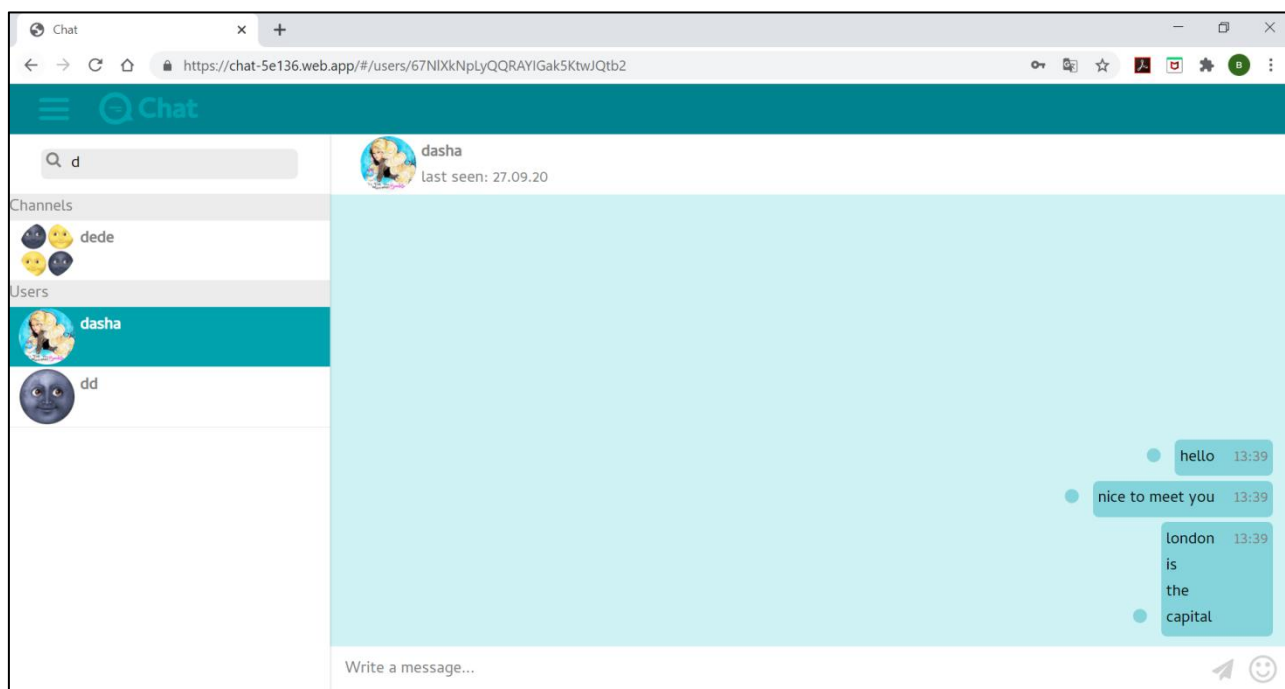 Chat
https://chat-5e136.web.app/#/users/67NlXkNpLyQQRAYIGak5KtwJQtb2
B
Chat
d
Channels
dede
Users
dasha
dd
dasha
last seen: 27.09.20
hello 13:39
nice to meet you 13:39
london 13:39
is
the
capital
Write a message...